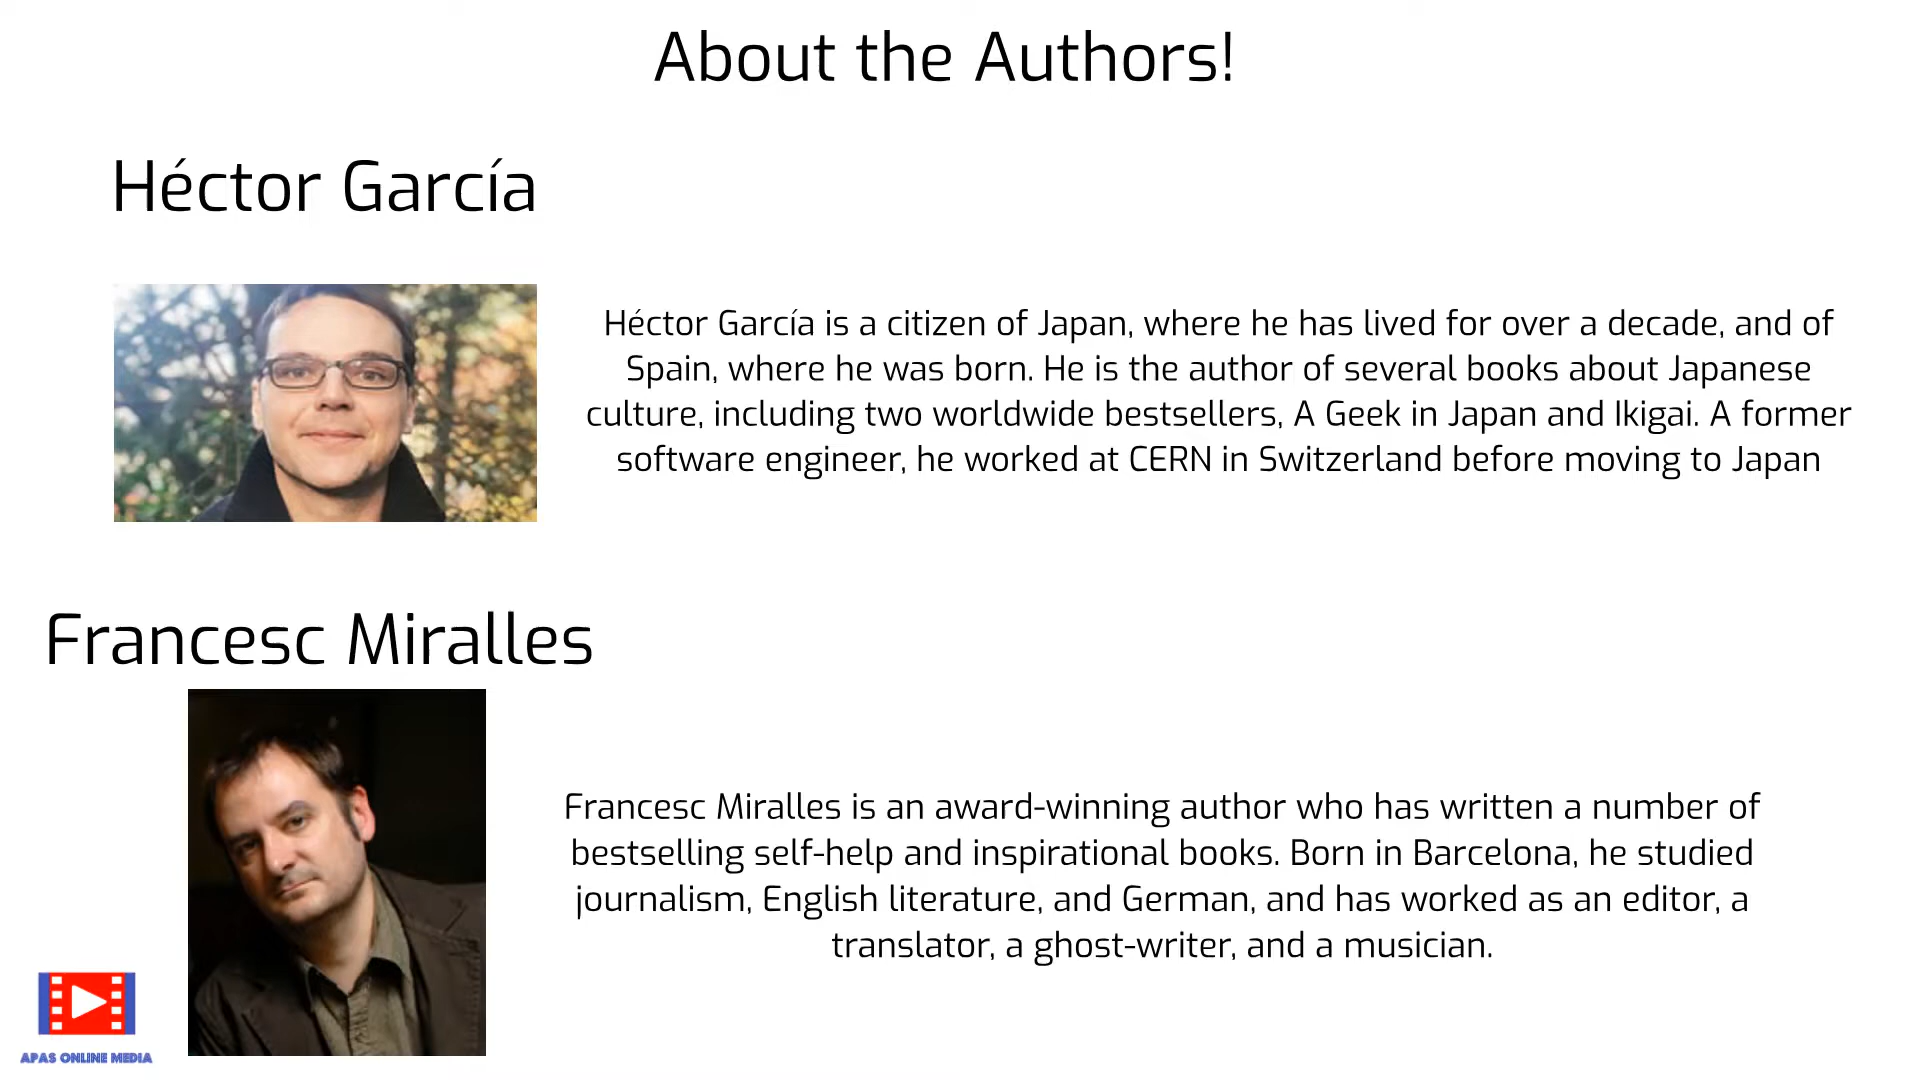 About the Authors!
Héctor García
Héctor García is a citizen of Japan, where he has lived for over a decade, and of
Spain, where he was born. He is the author of several books about Japanese
culture, including two worldwide bestsellers, A Geek in Japan and Ikigai. A former
software engineer, he worked at CERN in Switzerland before moving to Japan
Francesc Miralles
Francesc Miralles is an award-winning author who has written a number of
bestselling self-help and inspirational books. Born in Barcelona, he studied
journalism, English literature, and German, and has worked as an editor, a
translator, a ghost-writer, and a musician.
APAS ONLINE MEDIA